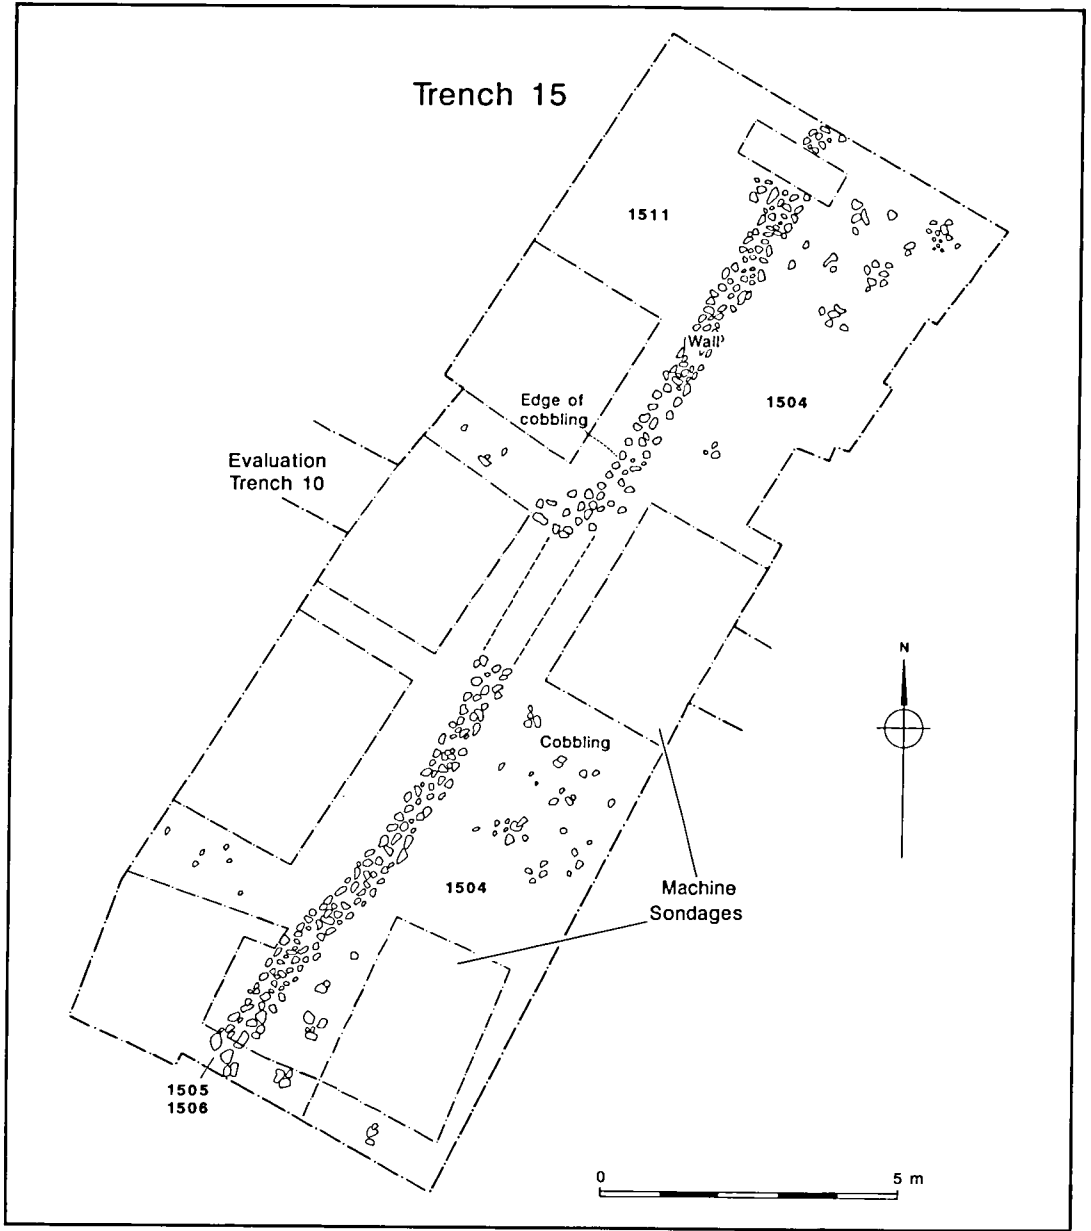 Trench 15
1511
Wall
Edge of
cobbling
1504
Evaluation
Trench 10
N
Cobbling
1504
Machine
Sondages
1505
1506
0
5 m